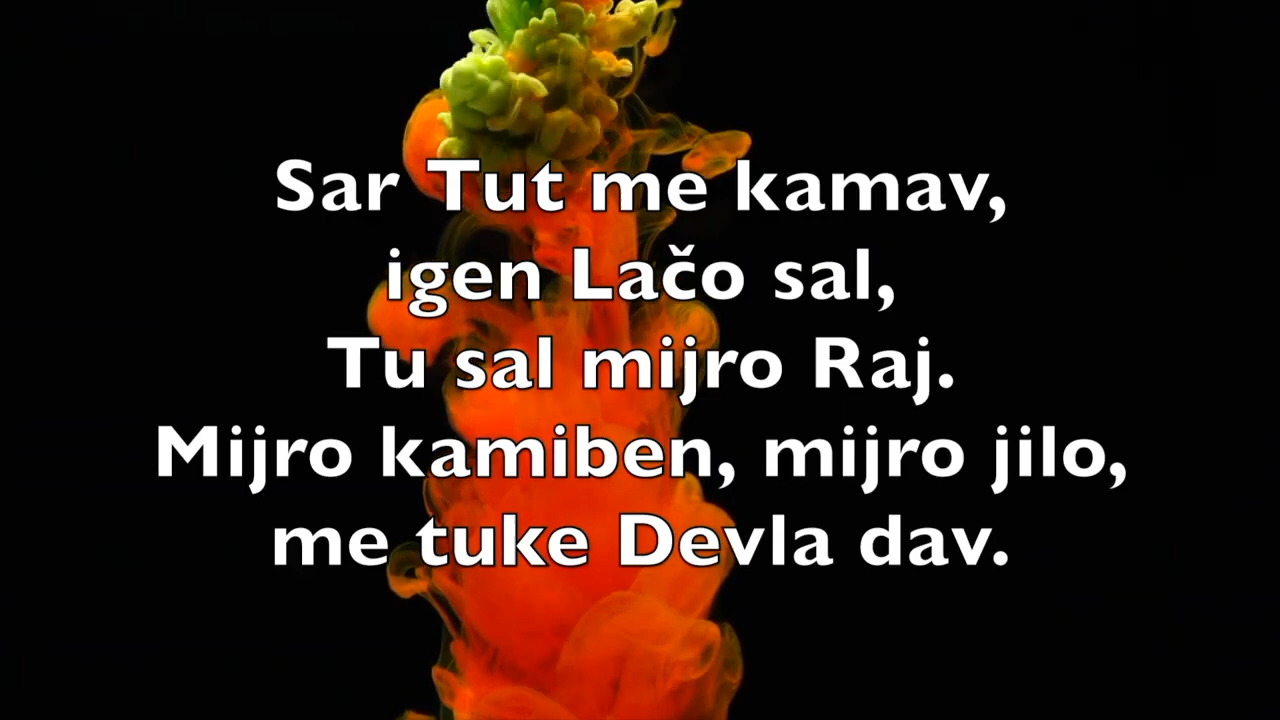 Sar Tut me kamav,
igen Lačo sal,
Tu sal mijro Raj.
Mijro kamiben, mijro jilo,
me tuke Devla dav.